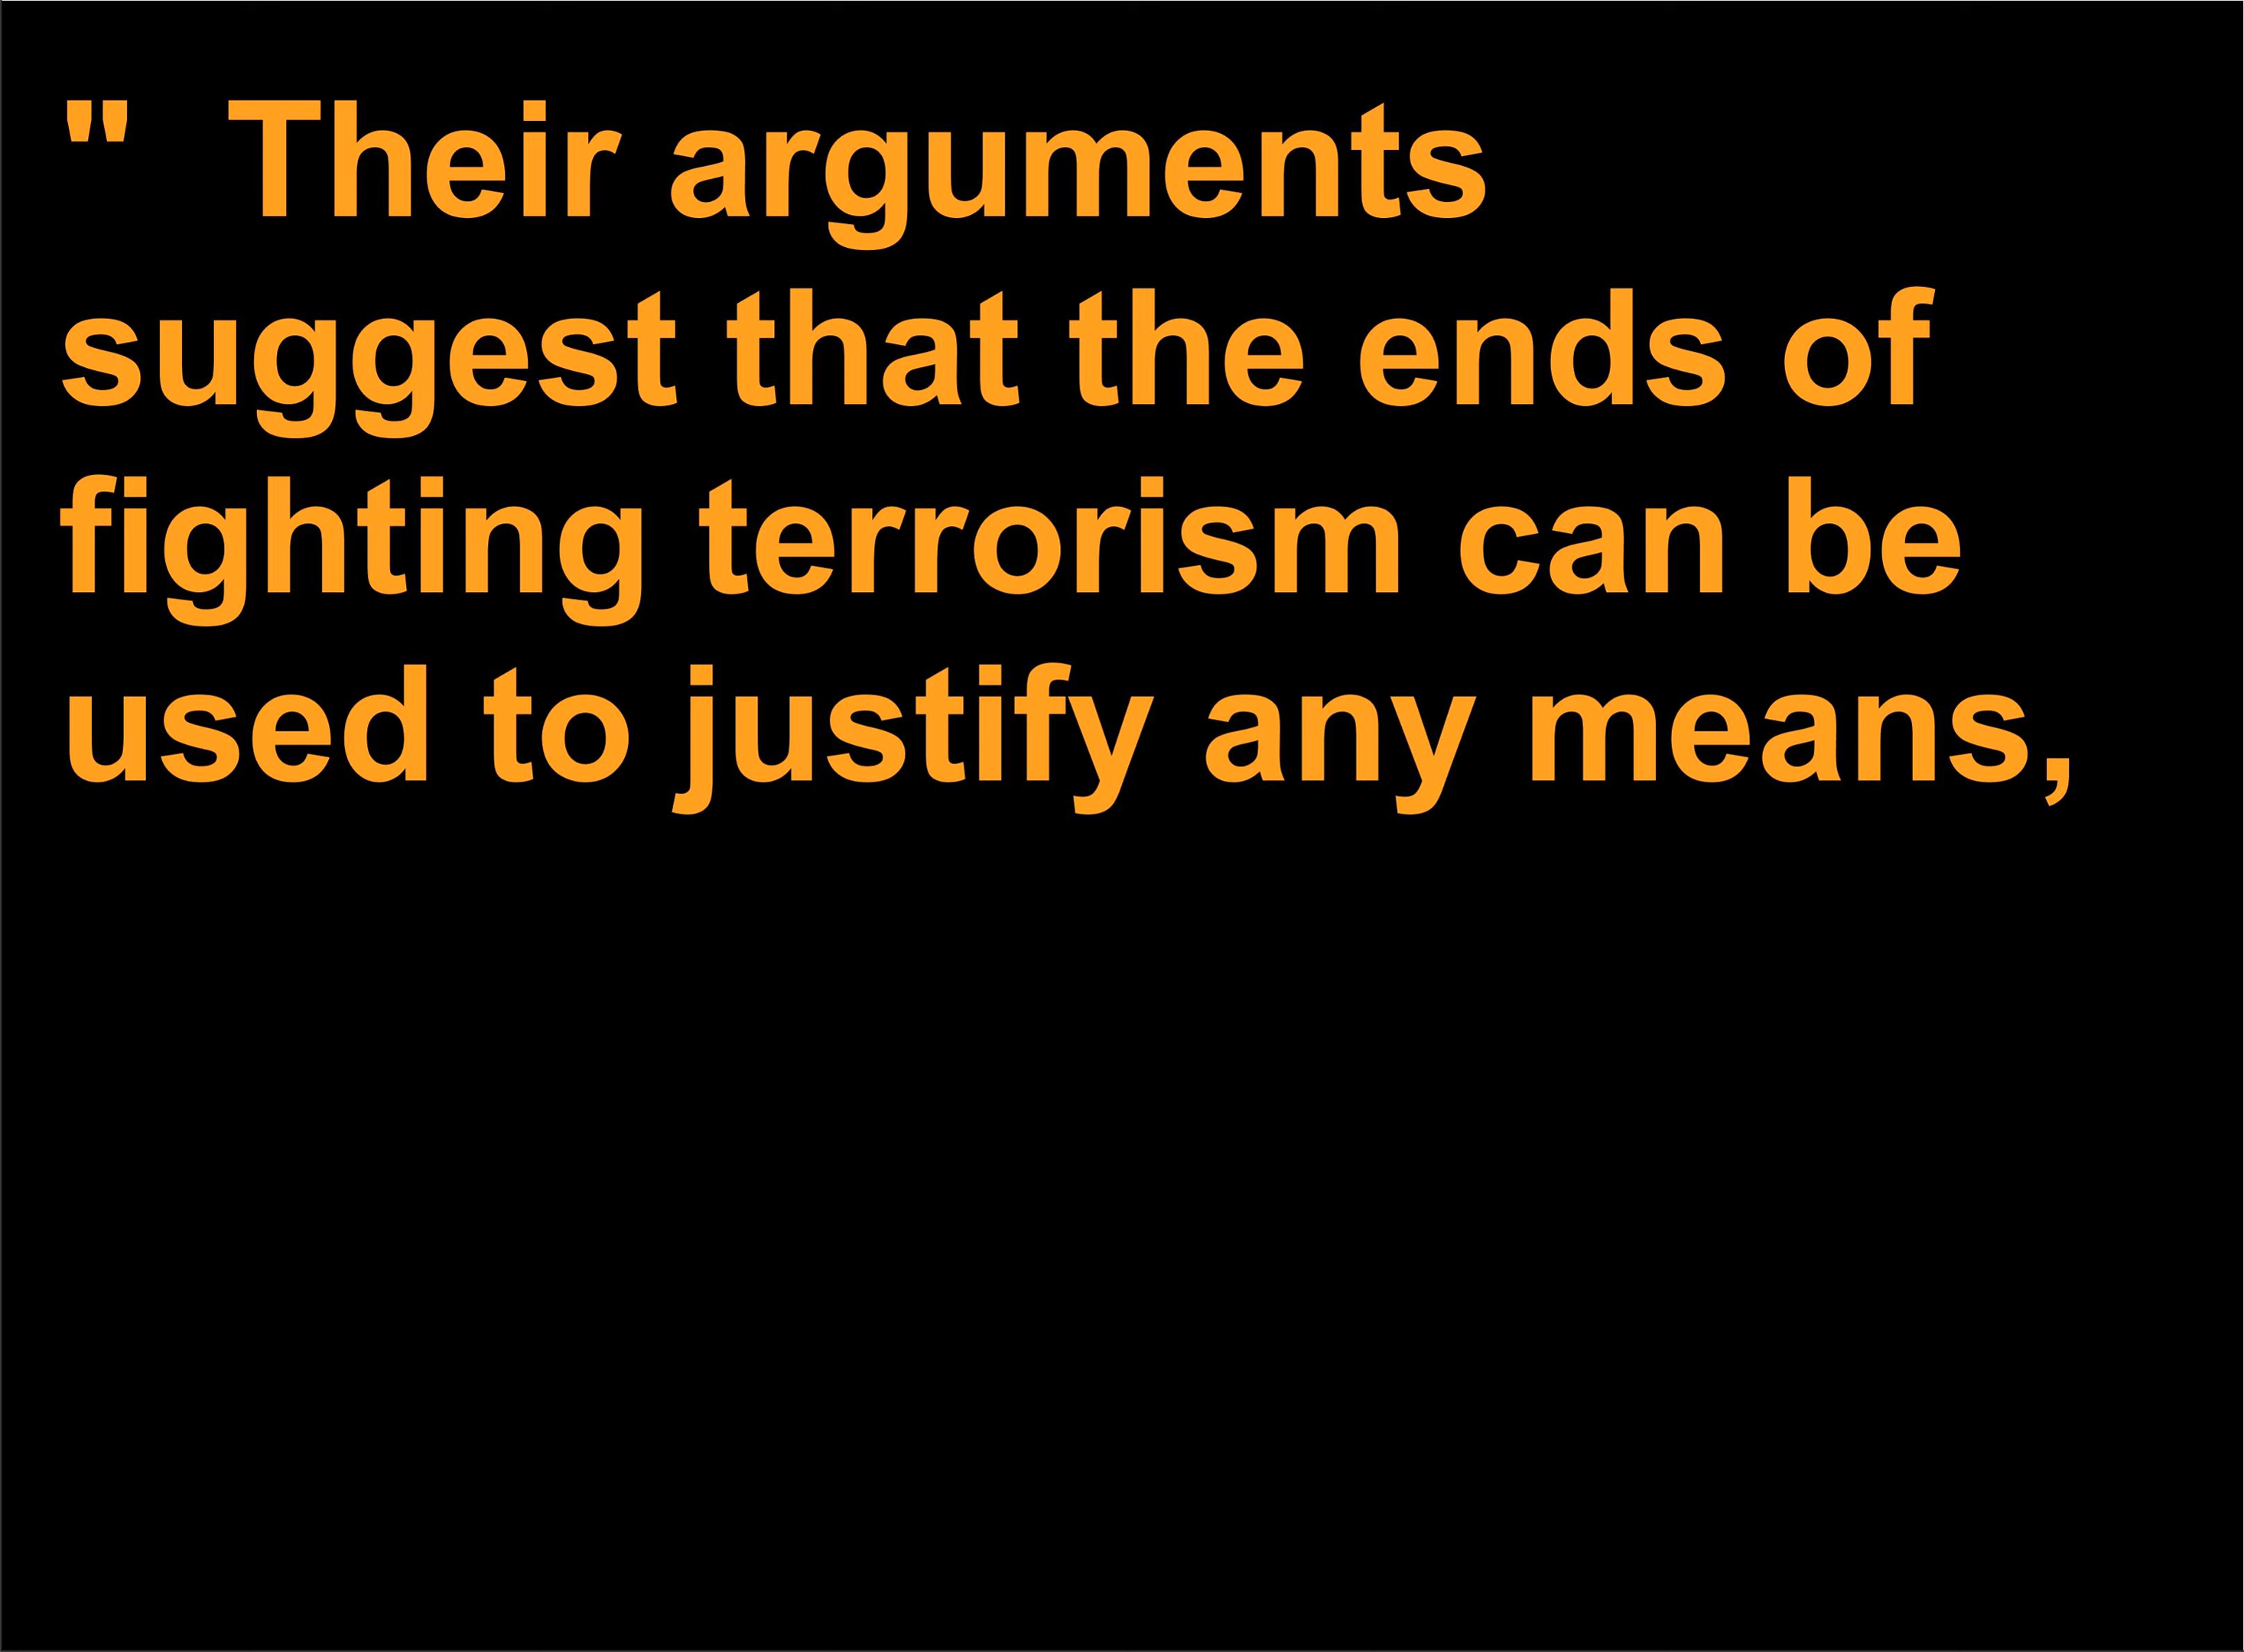 "  Their arguments
suggest that the ends of
fighting terrorism can be
used to justify any means,